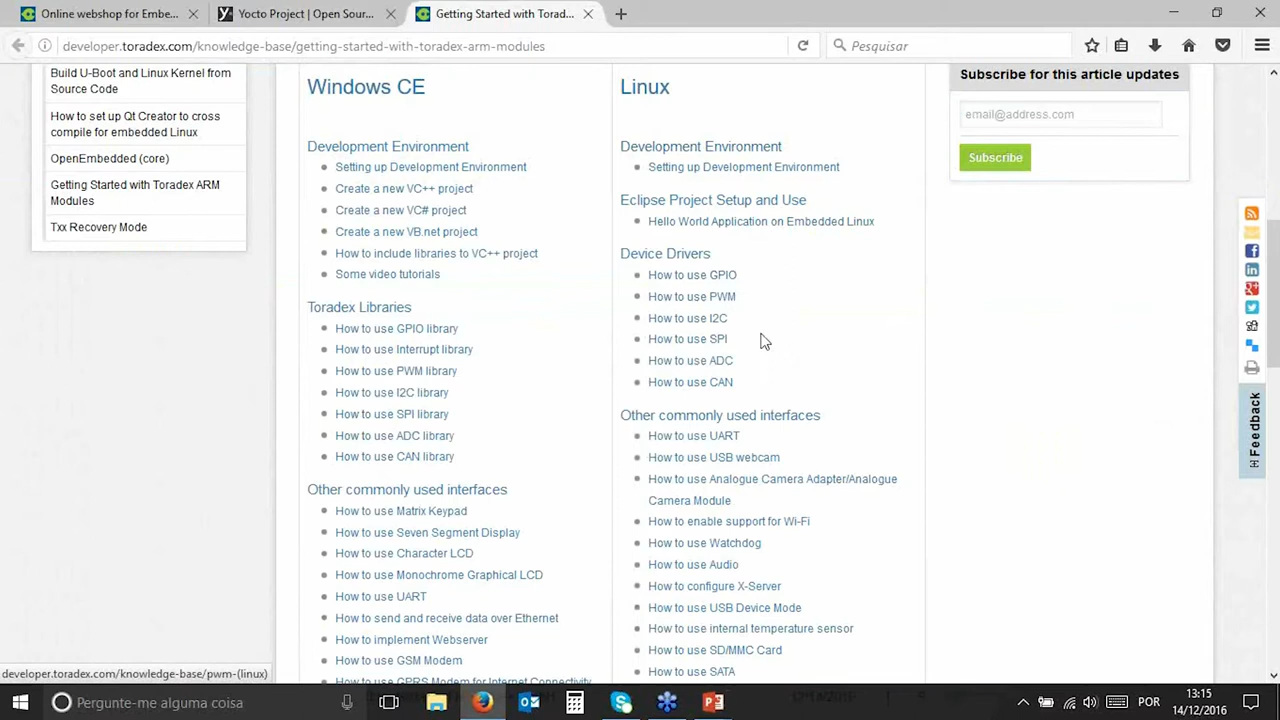 Online webshop for Embe...
Yocto Project | Open Sour...
Getting Started with Torad...
developer.toradex.com/knowledge-base/getting-started-with-toradex-arm-modules
Pesquisar
Build U-Boot and Linux Kernel from
Source Code
How to set up Qt Creator to cross
compile for embedded Linux
OpenEmbedded (core)
Getting Started with Toradex ARM
Modules
Txx Recovery Mode
Windows CE
Development Environment
Setting up Development Environment
Create a new VC++ project
Create a new VC# project
Create a new VB.net project
How to include libraries to VC++ project
Some video tutorials
Toradex Libraries
How to use GPIO library
How to use Interrupt library
How to use PWM library
How to use I2C library
How to use SPI library
How to use ADC library
How to use CAN library
Other commonly used interfaces
How to use Matrix Keypad
How to use Seven Segment Display
How to use Character LCD
How to use Monochrome Graphical LCD
How to use UART
How to send and receive data over Ethernet
How to implement Webserver
How to use GSM Modem
How to use GPRS Modem for Internet Connectivity
Linux
Development Environment
Setting up Development Environment
Eclipse Project Setup and Use
Hello World Application on Embedded Linux
Device Drivers
How to use GPIO
How to use PWM
How to use I2C
How to use SPI
How to use ADC
How to use CAN
Other commonly used interfaces
How to use UART
How to use USB webcam
How to use Analogue Camera Adapter/Analogue
Camera Module
How to enable support for Wi-Fi
How to use Watchdog
How to use Audio
How to configure X-Server
How to use USB Device Mode
How to use internal temperature sensor
How to use SD/MMC Card
How to use SATA
Subscribe for this article updates
email@address.com
Subscribe
Feedback
developer.toradex.com/knowledge-base/pwm-(linux)
Pergunte-me alguma coisa
POR
13:15
14/12/2016